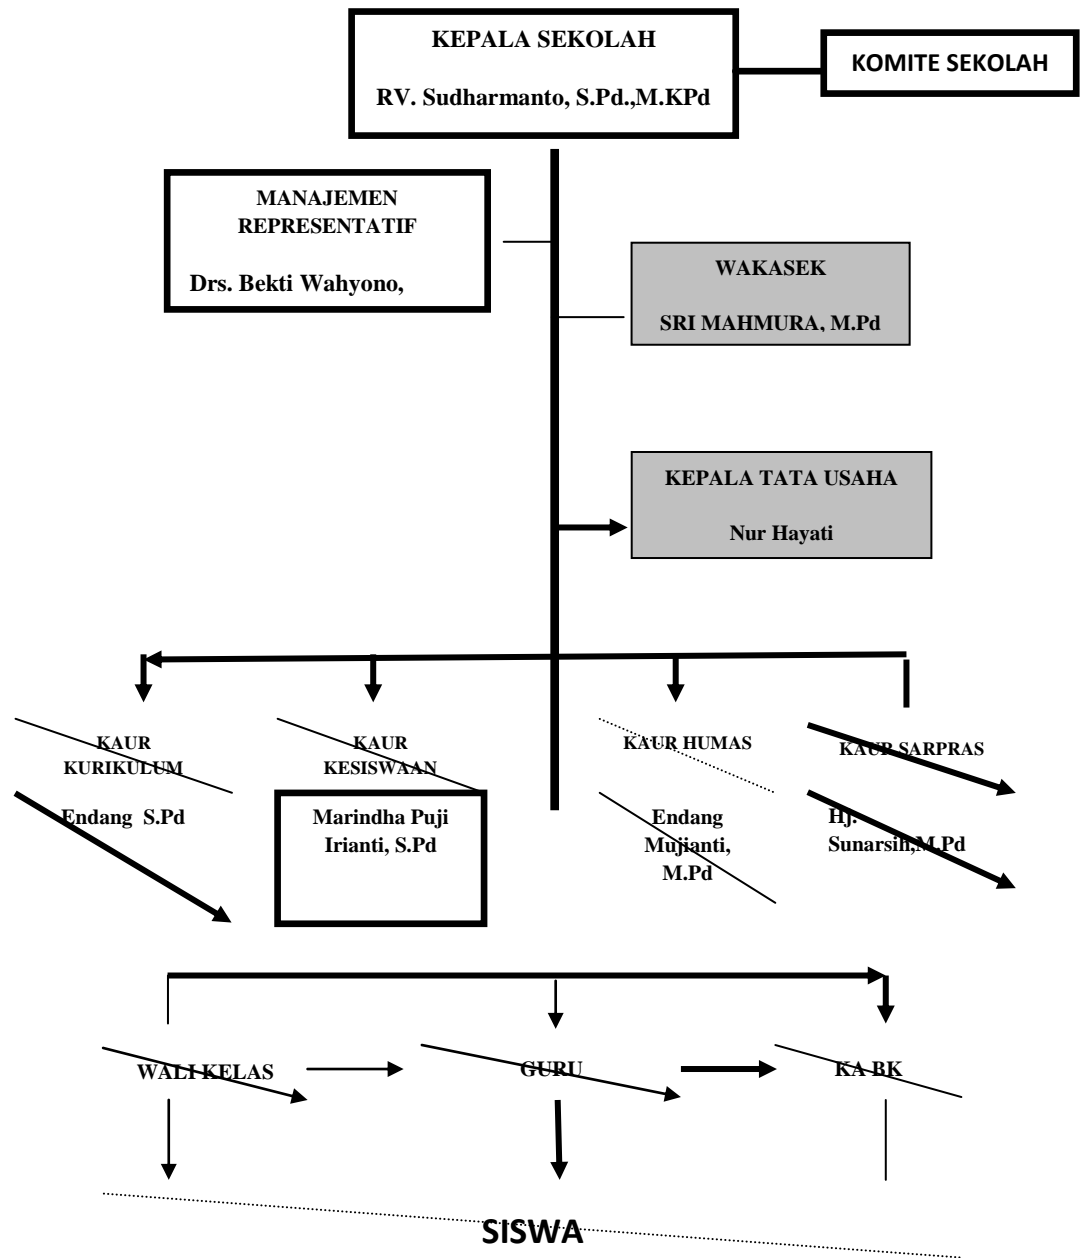 KEPALA SEKOLAH
RV. Sudharmanto, S.Pd.,M.KPd
KOMITE SEKOLAH
MANAJEMEN
REPRESENTATIF
Drs. Bekti Wahyono,
WAKASEK
SRI MAHMURA, M.Pd
KEPALA TATA USAHA
Nur Hayati
KAUR
KURIKULUM
Endang S.Pd
KAUR
KESISWAAN
Marindha Puji
Irianti, S.Pd
KAUR HUMAS
Endang
Mujianti,
M.Pd
KAUR SARPRAS
Hj.
Sunarsih,M.Pd
WALI KELAS
GURU
KA BK
SISWA